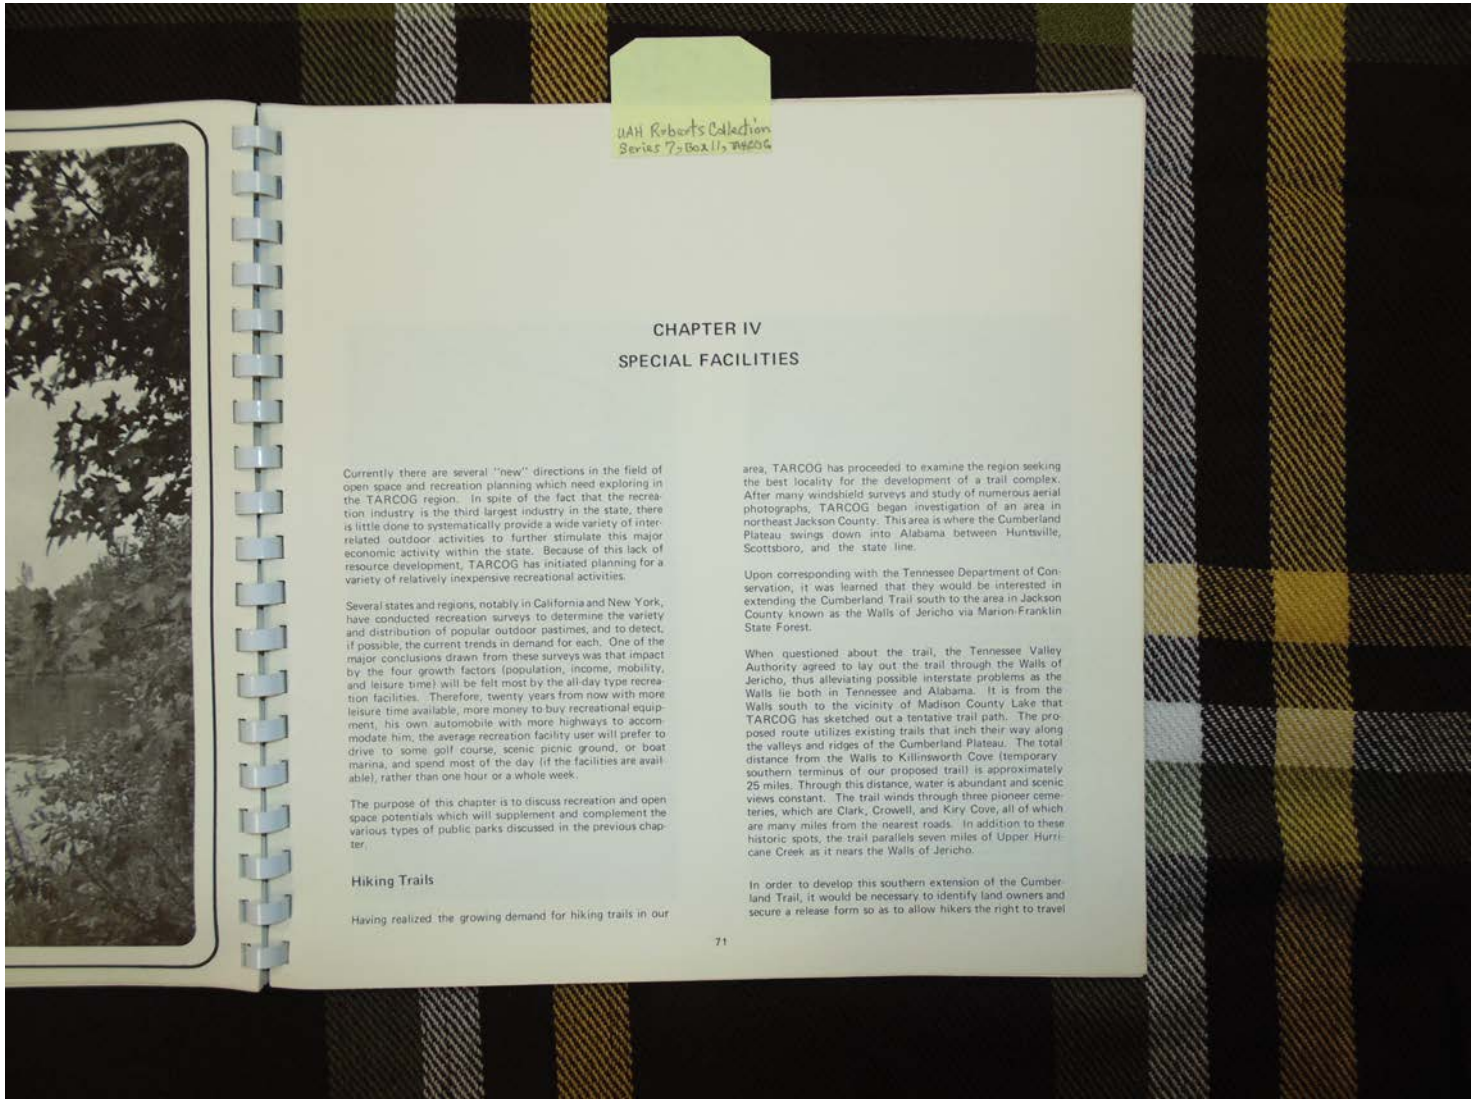 UAH Roberts Collection
Series 7, Box 11, TARCOG
CHAPTER IV
SPECIAL FACILITIES
Currently there are several "new" directions in the field of
open space and recreation planning which need exploring in
the TARCOG region. In spite of the fact that the recrea-
tion industry is the third largest industry in the state, there
is little done to systematically provide a wide variety of inter-
related outdoor activities to further stimulate this major
economic activity within the state. Because of this lack of
resource development, TARCOG has initiated planning for a
variety of relatively inexpensive recreational activities.
Several states and regions, notably in California and New York,
have conducted recreation surveys to determine the variety
and distribution of popular outdoor pastimes, and to detect,
if possible, the current trends in demand for each. One of the
major conclusions drawn from these surveys was that impact
by the four growth factors (population, income, mobility,
and leisure time) will be felt most by the all-day type recrea-
tion facilities. Therefore, twenty years from now with more
leisure time available, more money to buy recreational equip-
ment, his own automobile with more highways to accom-
modate him, the average recreation facility user will prefer to
drive to some golf course, scenic picnic ground, or boat
marina, and spend most of the day (if the facilities are avail-
able), rather than one hour or a whole week.
The purpose of this chapter is to discuss recreation and open
space potentials which will supplement and complement the
various types of public parks discussed in the previous chap-
ter.
Hiking Trails
Having realized the growing demand for hiking trails in our
area, TARCOG has proceeded to examine the region seeking
the best locality for the development of a trail complex.
After many windshield surveys and study of numerous aerial
photographs, TARCOG began investigation of an area in
northeast Jackson County. This area is where the Cumberland
Plateau swings down into Alabama between Huntsville,
Scottsboro, and the state line.
Upon corresponding with the Tennessee Department of Con-
servation, it was learned that they would be interested in
extending the Cumberland Trail south to the area in Jackson
County known as the Walls of Jericho via Marion-Franklin
State Forest.
When questioned about the trail, the Tennessee Valley
Authority agreed to lay out the trail through the Walls of
Jericho, thus alleviating possible interstate problems as the
Walls lie both in Tennessee and Alabama. It is from the
Walls south to the vicinity of Madison County Lake that
TARCOG has sketched out a tentative trail path. The pro-
posed route utilizes existing trails that inch their way along
the valleys and ridges of the Cumberland Plateau. The total
distance from the Walls to Killinsworth Cove (temporary
southern terminus of our proposed trail) is approximately
25 miles. Through this distance, water is abundant and scenic
views constant. The trail winds through three pioneer ceme-
teries, which are Clark, Crowell, and Kiry Cove, all of which
are many miles from the nearest roads. In addition to these
historic spots, the trail parallels seven miles of Upper Hurri-
cane Creek as it nears the Walls of Jericho.
In order to develop this southern extension of the Cumber-
land Trail, it would be necessary to identify land owners and
secure a release form so as to allow hikers the right to travel
71